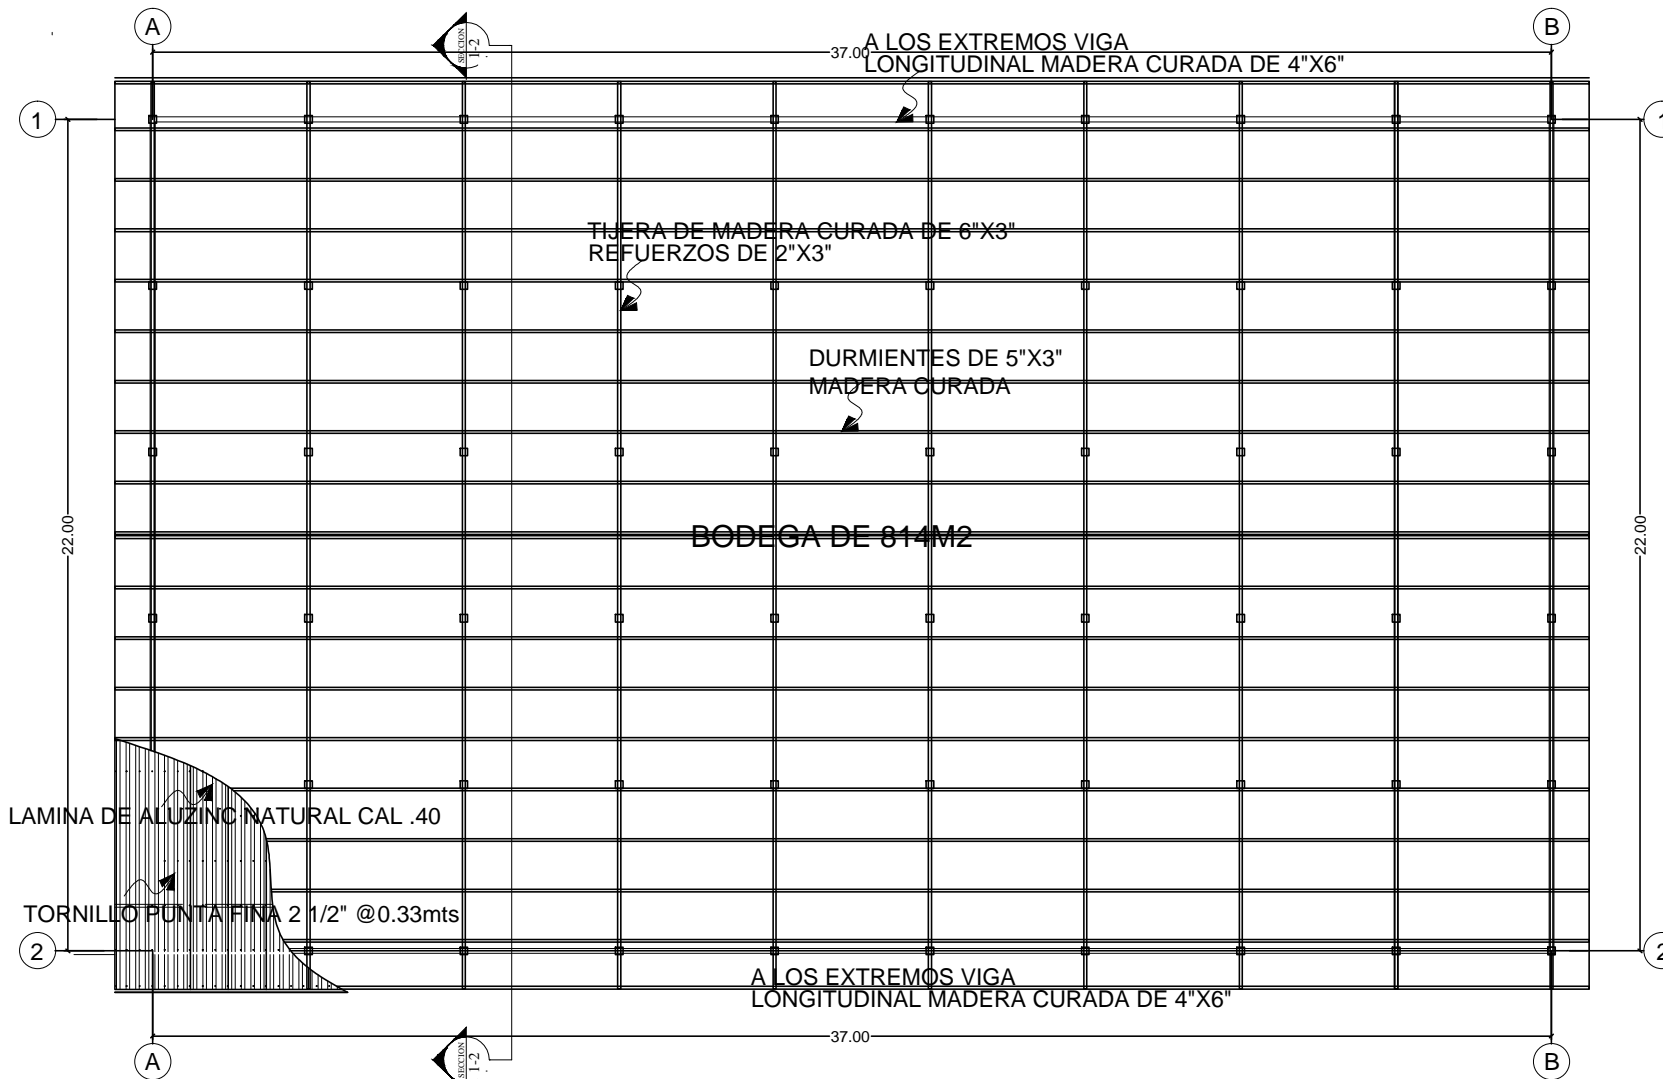 A
SECCION
1-2
B
37.00
A LOS EXTREMOS VIGA
LONGITUDINAL MADERA CURADA DE 4"X6"
1
1
TIJERA DE MADERA CURADA DE 6"X3"
REFUERZOS DE 2"X3"
DURMIENTES DE 5"X3"
MADERA CURADA
22.00
BODEGA DE 814M2
22.00
LAMINA DE ALUZINC NATURAL CAL .40
TORNILLO PUNTA FINA 2 1/2" @0.33mts
2
2
A LOS EXTREMOS VIGA
LONGITUDINAL MADERA CURADA DE 4"X6"
37.00
A
SECCION
1-2
B